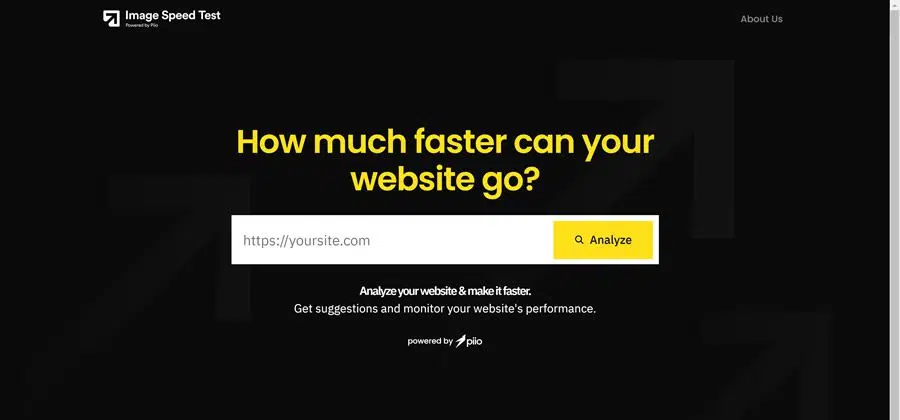 Image Speed Test
Powered by Piio
About Us
How much faster can your
website go?
https://yoursite.com
Analyze
Analyze your website & make it faster.
Get suggestions and monitor your website's performance.
powered by piio